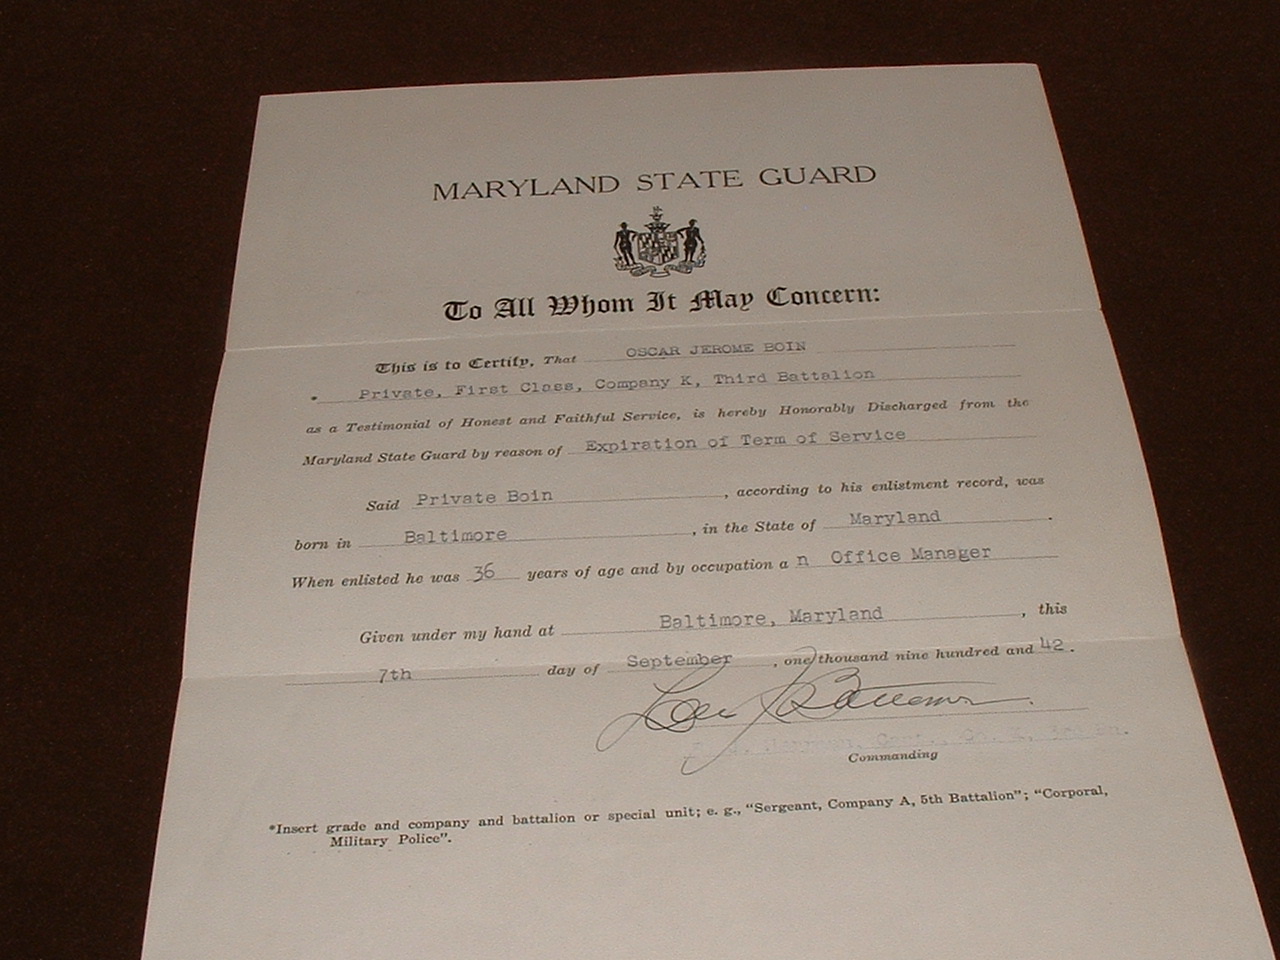 MARYLAND STATE GUARD
To All Whom It May Concern:
This is to Certify, That OSCAR JEROME BOIN
* Private, First Class, Company K, Third Battalion
as a Testimonial of Honest and Faithful Service, is hereby Honorably Discharged from the
Maryland State Guard by reason of Expiration of Term of Service
Said Private Boin, according to his enlistment record, was
born in Baltimore, in the State of Maryland.
When enlisted he was 36 years of age and by occupation a n Office Manager
Given under my hand at Baltimore, Maryland, this
7th day of September, one thousand nine hundred and 42.
Capt., Co. K,
Commanding
*Insert grade and company and battalion or special unit; e. g., "Sergeant, Company A, 5th Battalion"; "Corporal,
Military Police".